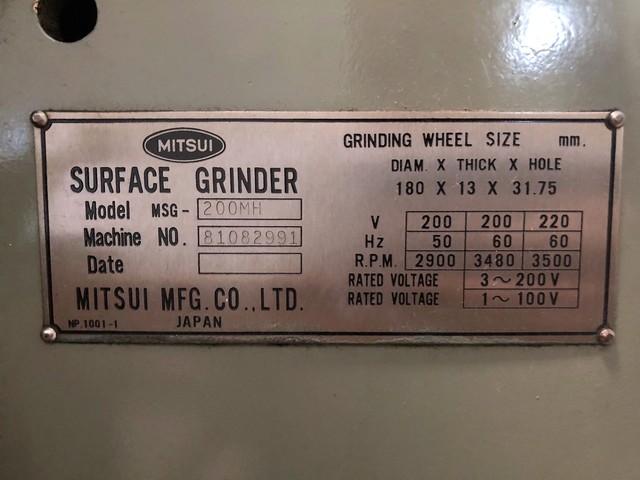 MITSUI
SURFACE GRINDER
Model MSG- 200MH
Machine NO. 81082991
Date
MITSUI MFG.CO.,LTD.
NP.1001-1 JAPAN
GRINDING WHEEL SIZE mm.
DIAM. X THICK X HOLE
180 X 13 X 31.75
V 200 200 220
Hz 50 60 60
R.P.M. 2900 3480 3500
RATED VOLTAGE 3~200V
RATED VOLTAGE 1~100V